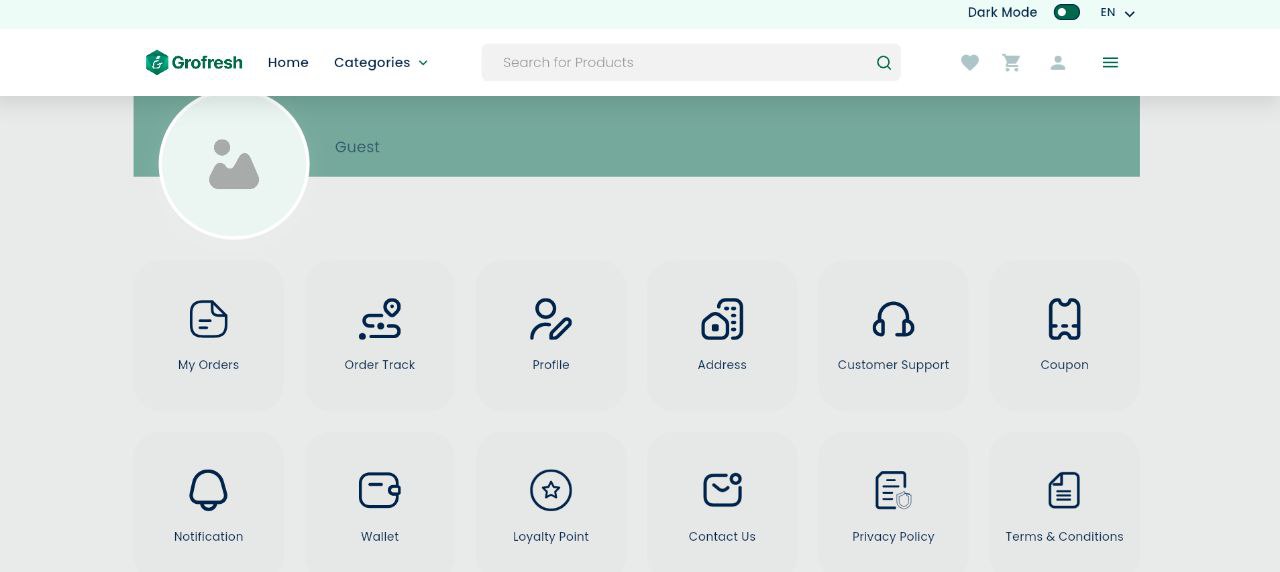 Dark Mode EN
Grofresh Home Categories Search for Products
Guest
My Orders Order Track Profile Address Customer Support Coupon
Notification Wallet Loyalty Point Contact Us Privacy Policy Terms & Conditions